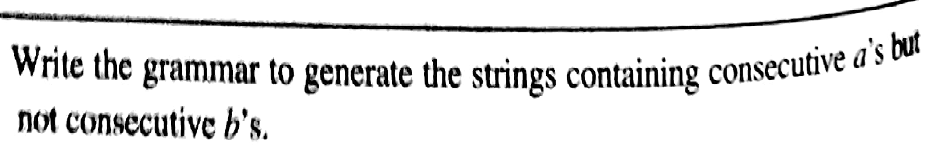 Write the grammar to generate the strings containing consecutive a's but
not consecutive b's.